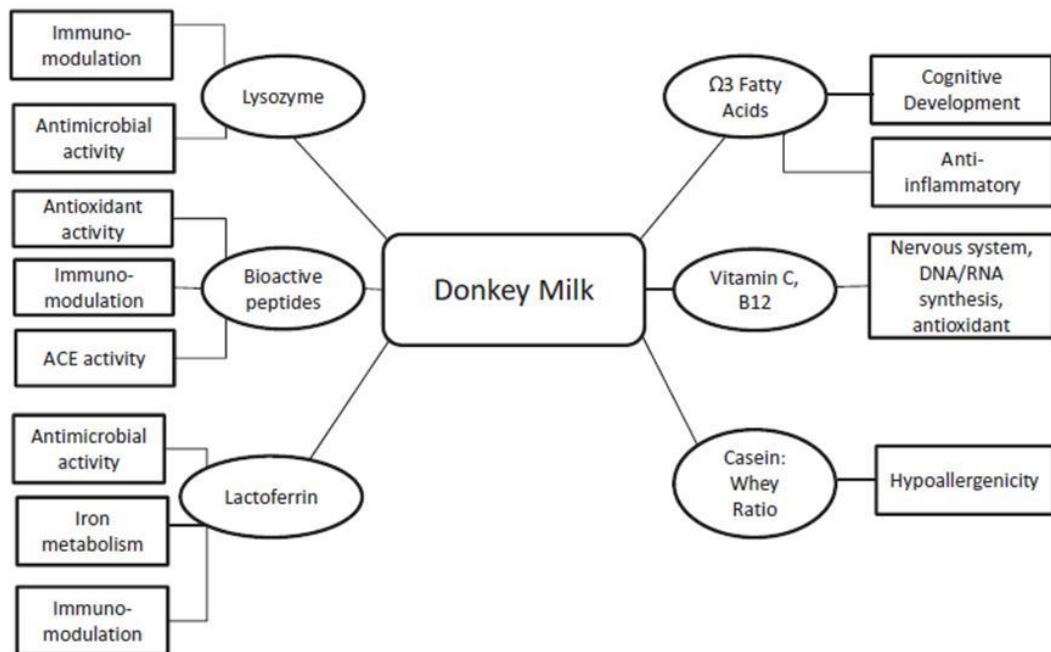 Immuno-
modulation
Antimicrobial
activity
Lysozyme
Antioxidant
activity
Immuno-
modulation
ACE activity
Bioactive
peptides
Antimicrobial
activity
Iron
metabolism
Immuno-
modulation
Lactoferrin
Donkey Milk
Ω3 Fatty
Acids
Cognitive
Development
Anti-
inflammatory
Vitamin C,
B12
Nervous system,
DNA/RNA
synthesis,
antioxidant
Casein:
Whey
Ratio
Hypoallergenicity